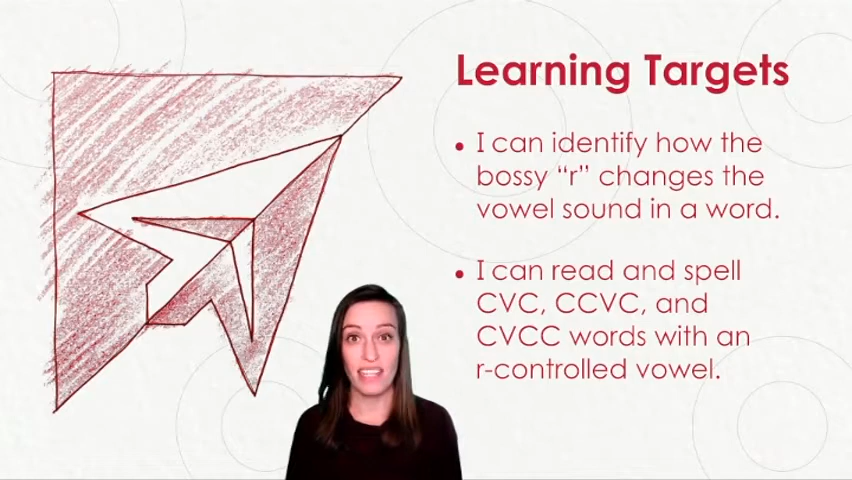 Learning Targets
• I can identify how the
bossy “r” changes the
vowel sound in a word.
• I can read and spell
CVC, CCVC, and
CVCC words with an
r-controlled vowel.